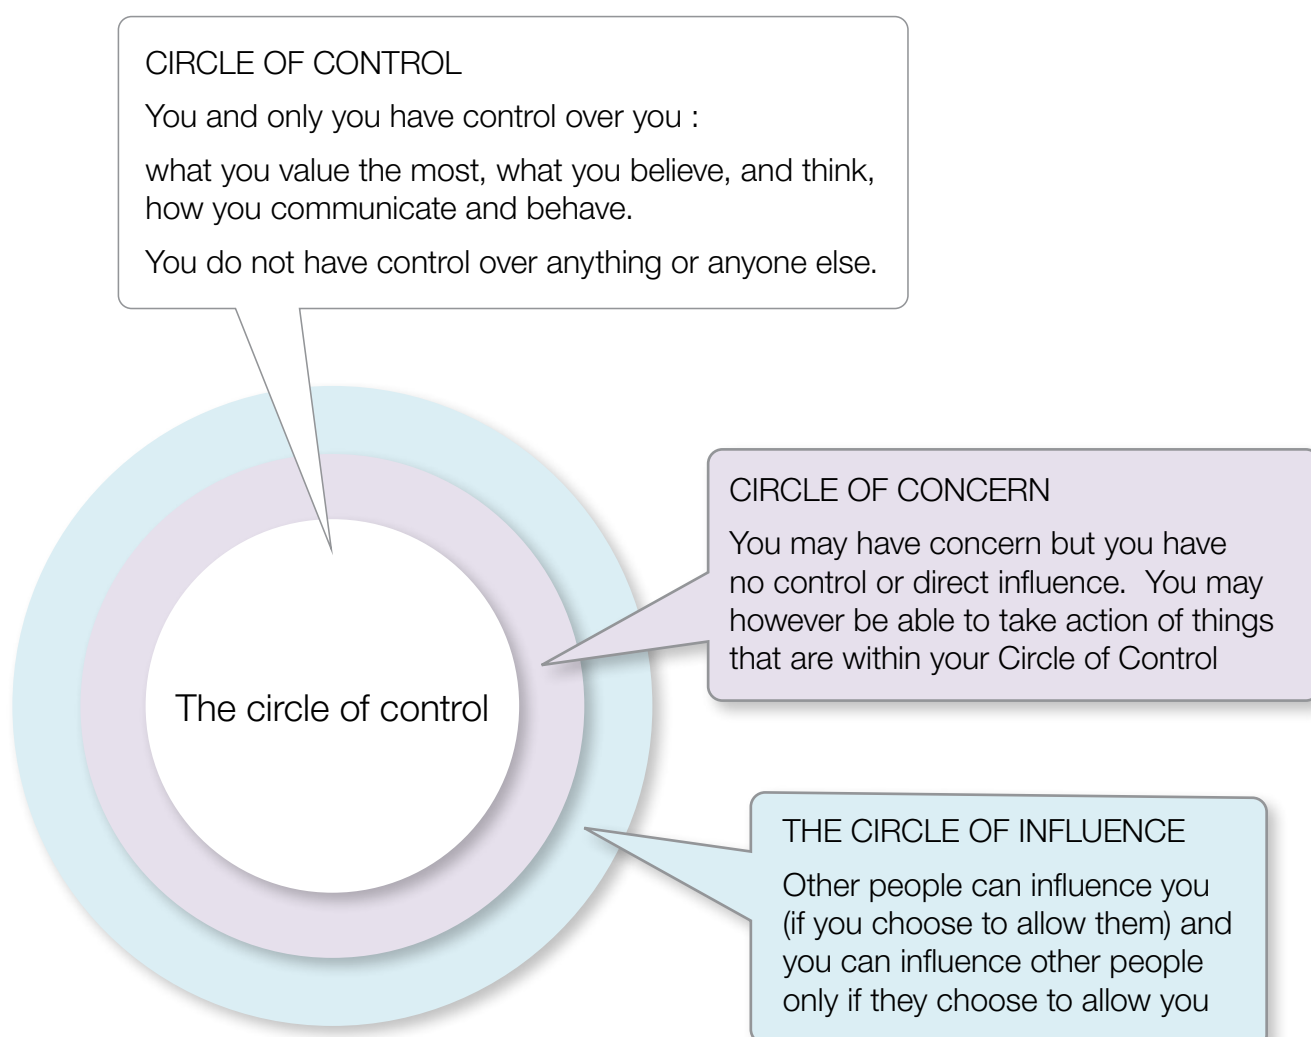 CIRCLE OF CONTROL
You and only you have control over you :
what you value the most, what you believe, and think,
how you communicate and behave.
You do not have control over anything or anyone else.
CIRCLE OF CONCERN
You may have concern but you have
no control or direct influence.  You may
however be able to take action of things
that are within your Circle of Control
The circle of control
THE CIRCLE OF INFLUENCE
Other people can influence you
(if you choose to allow them) and
you can influence other people
only if they choose to allow you